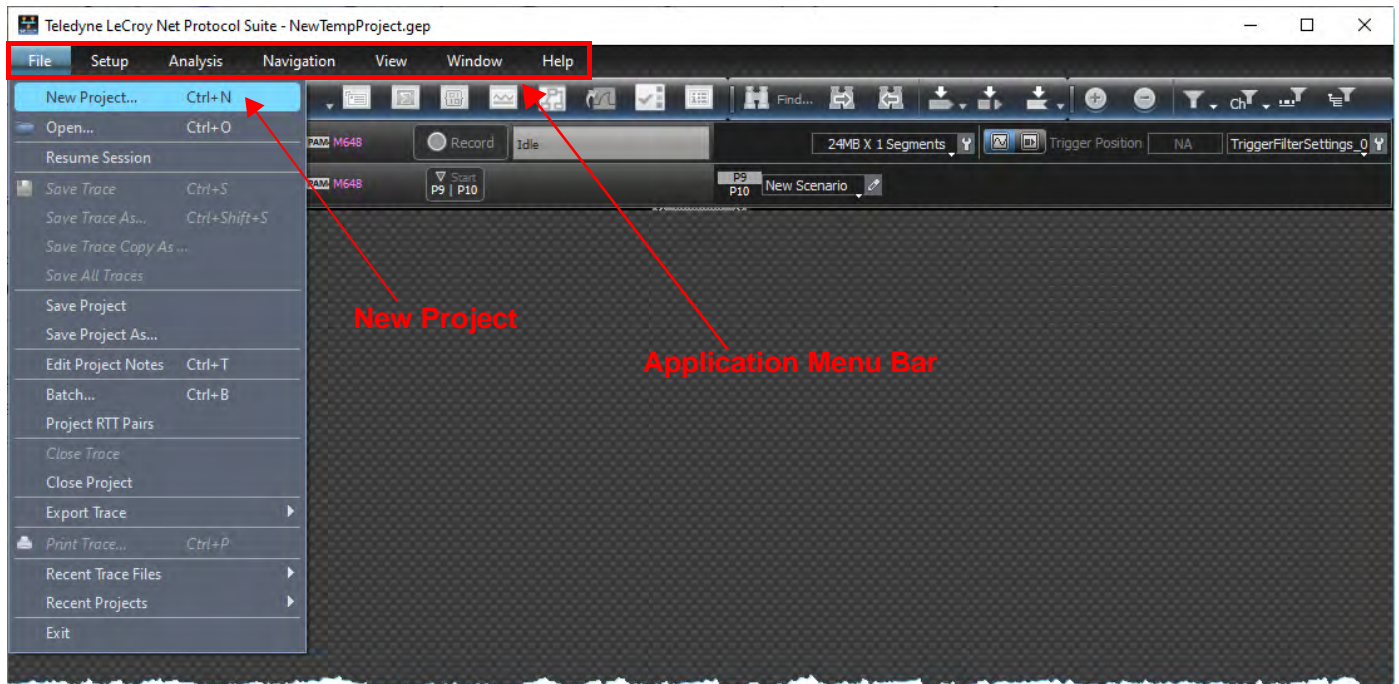 Teledyne LeCroy Net Protocol Suite - NewTempProject.gep
File Setup Analysis Navigation View Window Help
New Project... Ctrl+N
Find...
Open... Ctrl+O
PAM4 M648 Record Idle 24MB X 1 Segments Trigger Position NA TriggerFilterSettings_0
Resume Session
Save Trace Ctrl+S
PAM4 M648 Start P9 | P10 P9 P10 New Scenario
Save Trace As... Ctrl+Shift+S
Save Trace Copy As ...
Save All Traces
Save Project
New Project
Save Project As...
Application Menu Bar
Edit Project Notes Ctrl+T
Batch... Ctrl+B
Project RTT Pairs
Close Trace
Close Project
Export Trace
Print Trace... Ctrl+P
Recent Trace Files
Recent Projects
Exit